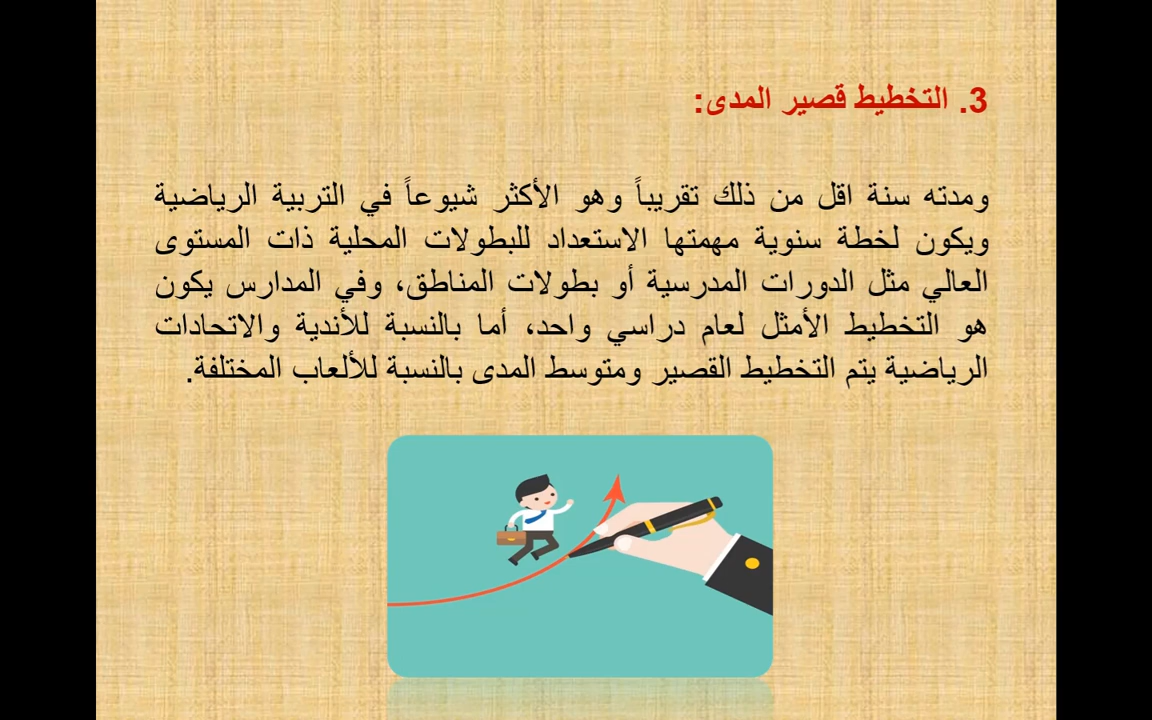 3. التخطيط قصير المدى:
ومدته سنة اقل من ذلك تقريباً وهو الأكثر شيوعاً في التربية الرياضية
ويكون لخطة سنوية مهمتها الاستعداد للبطولات المحلية ذات المستوى
العالي مثل الدورات المدرسية أو بطولات المناطق، وفي المدارس يكون
هو التخطيط الأمثل لعام دراسي واحد، أما بالنسبة للأندية والاتحادات
الرياضية يتم التخطيط القصير ومتوسط المدى بالنسبة للألعاب المختلفة.